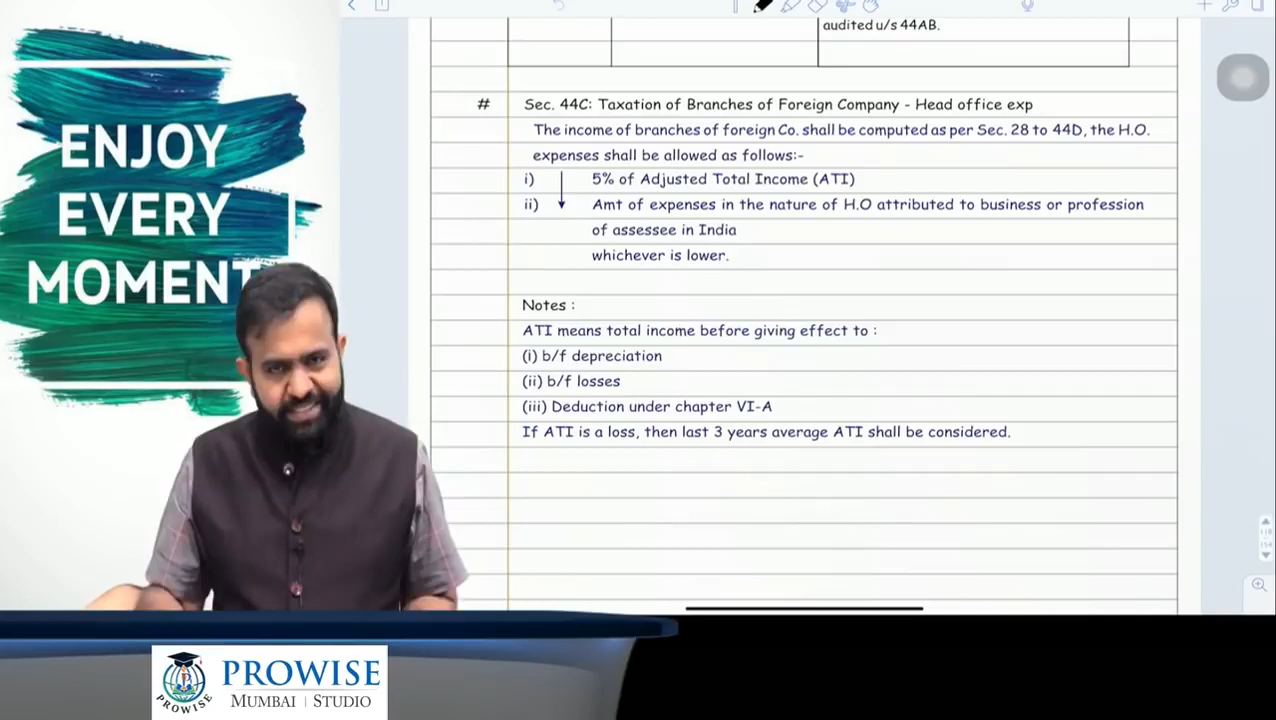 ENJOY
EVERY
MOMENT
audited u/s 44AB.
# Sec. 44C: Taxation of Branches of Foreign Company - Head office exp
The income of branches of foreign Co. shall be computed as per Sec. 28 to 44D, the H.O.
expenses shall be allowed as follows:-
i) 5% of Adjusted Total Income (ATI)
ii) Amt of expenses in the nature of H.O attributed to business or profession
of assessee in India
whichever is lower.
Notes :
ATI means total income before giving effect to :
(i) b/f depreciation
(ii) b/f losses
(iii) Deduction under chapter VI-A
If ATI is a loss, then last 3 years average ATI shall be considered.
118
154
PROWISE
PROWISE
MUMBAI | STUDIO